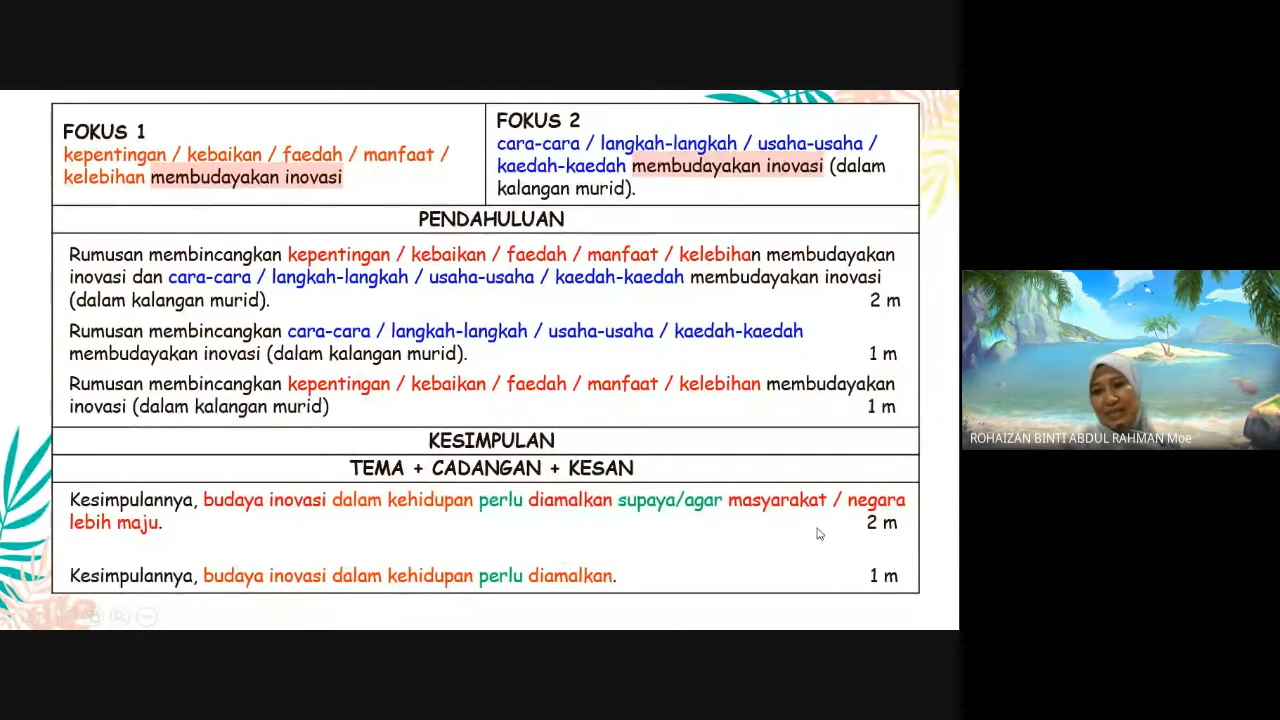 FOKUS 1
kepentingan / kebaikan / faedah / manfaat /
kelebihan membudayakan inovasi
FOKUS 2
cara-cara / langkah-langkah / usaha-usaha /
kaedah-kaedah membudayakan inovasi (dalam
kalangan murid).
PENDAHULUAN
Rumusan membincangkan kepentingan / kebaikan / faedah / manfaat / kelebihan membudayakan
inovasi dan cara-cara / langkah-langkah / usaha-usaha / kaedah-kaedah membudayakan inovasi
(dalam kalangan murid). 2 m
Rumusan membincangkan cara-cara / langkah-langkah / usaha-usaha / kaedah-kaedah
membudayakan inovasi (dalam kalangan murid). 1 m
Rumusan membincangkan kepentingan / kebaikan / faedah / manfaat / kelebihan membudayakan
inovasi (dalam kalangan murid) 1 m
KESIMPULAN
TEMA + CADANGAN + KESAN
Kesimpulannya, budaya inovasi dalam kehidupan perlu diamalkan supaya/agar masyarakat / negara
lebih maju. 2 m
Kesimpulannya, budaya inovasi dalam kehidupan perlu diamalkan. 1 m
ROHAIZAN BINTI ABDUL RAHMAN Moe